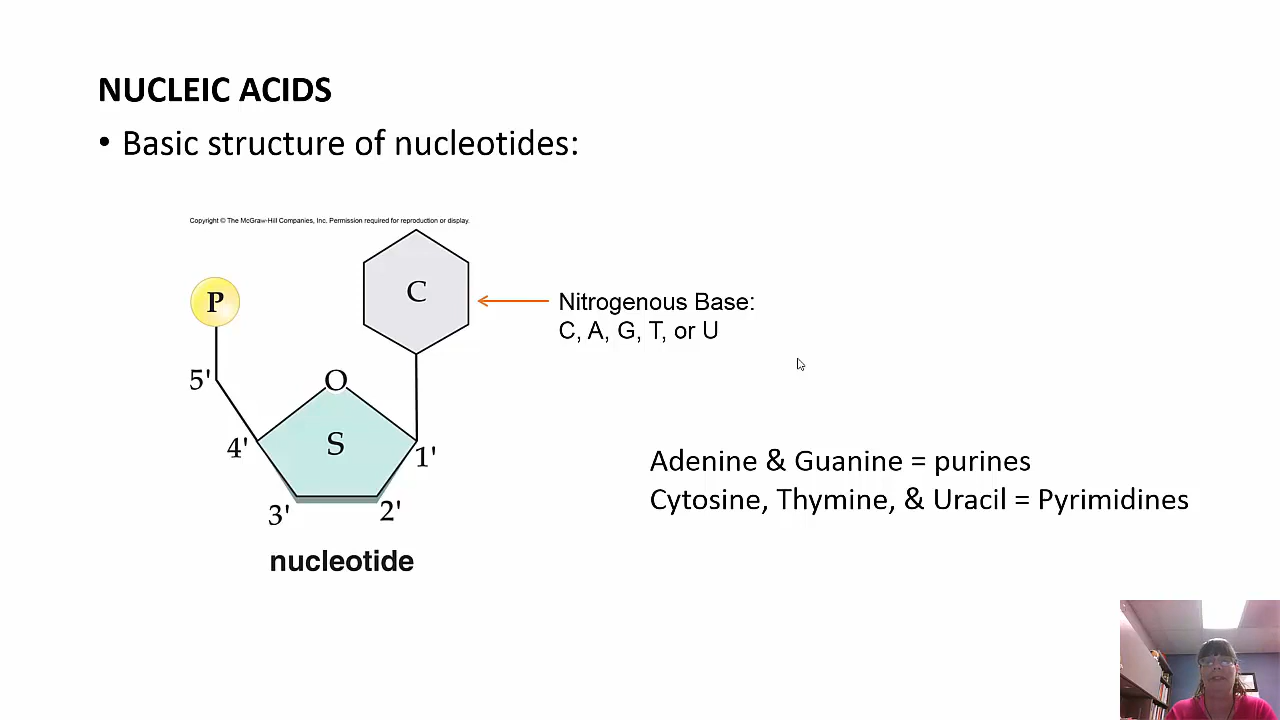 NUCLEIC ACIDS
• Basic structure of nucleotides:
Copyright © The McGraw-Hill Companies, Inc. Permission required for reproduction or display.
P
C
Nitrogenous Base:
C, A, G, T, or U
5'
O
4'
S
1'
3'
2'
nucleotide
Adenine & Guanine = purines
Cytosine, Thymine, & Uracil = Pyrimidines